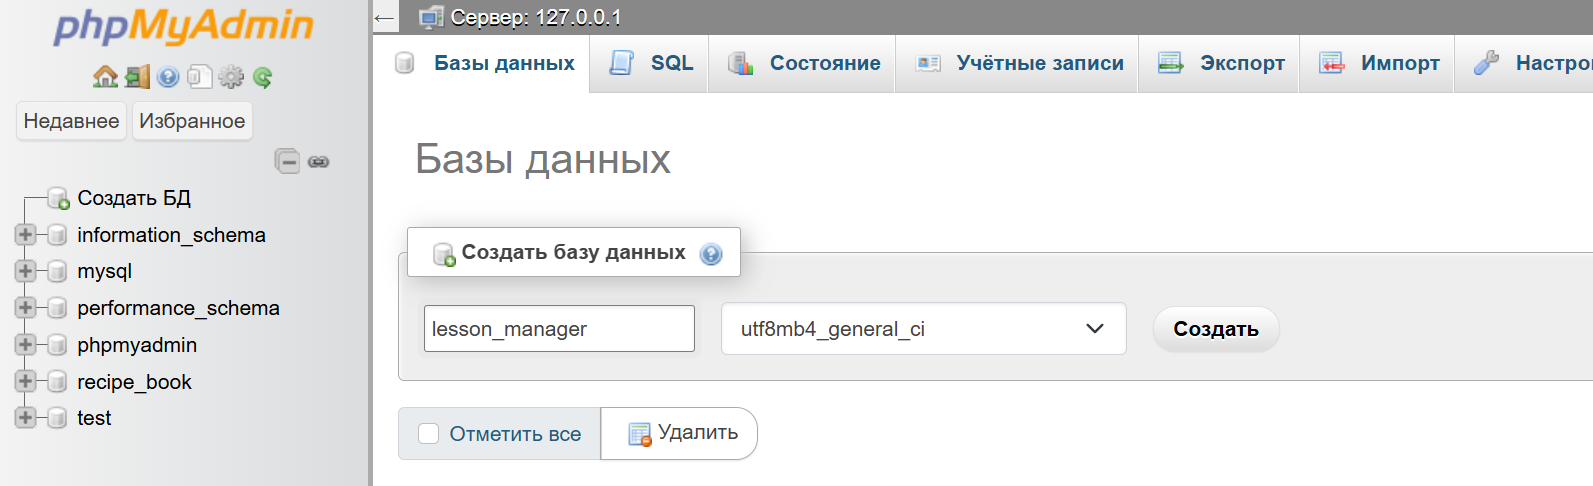 phpMyAdmin
Недавнее Избранное
Создать БД
information_schema
mysql
performance_schema
phpmyadmin
recipe_book
test
Сервер: 127.0.0.1
Базы данных SQL Состояние Учётные записи Экспорт Импорт Настро
Базы данных
Создать базу данных
lesson_manager utf8mb4_general_ci Создать
Отметить все Удалить